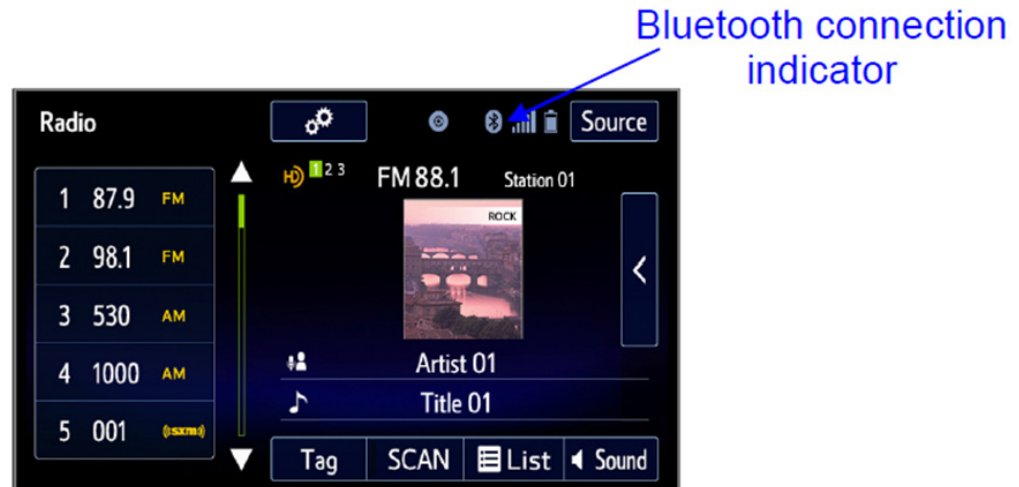 Bluetooth connection
indicator
Radio
Source
HD 1 2 3
FM 88.1 Station 01
1 87.9 FM
2 98.1 FM
3 530 AM
4 1000 AM
5 001 ((sxm))
ROCK
Artist 01
Title 01
Tag SCAN List Sound